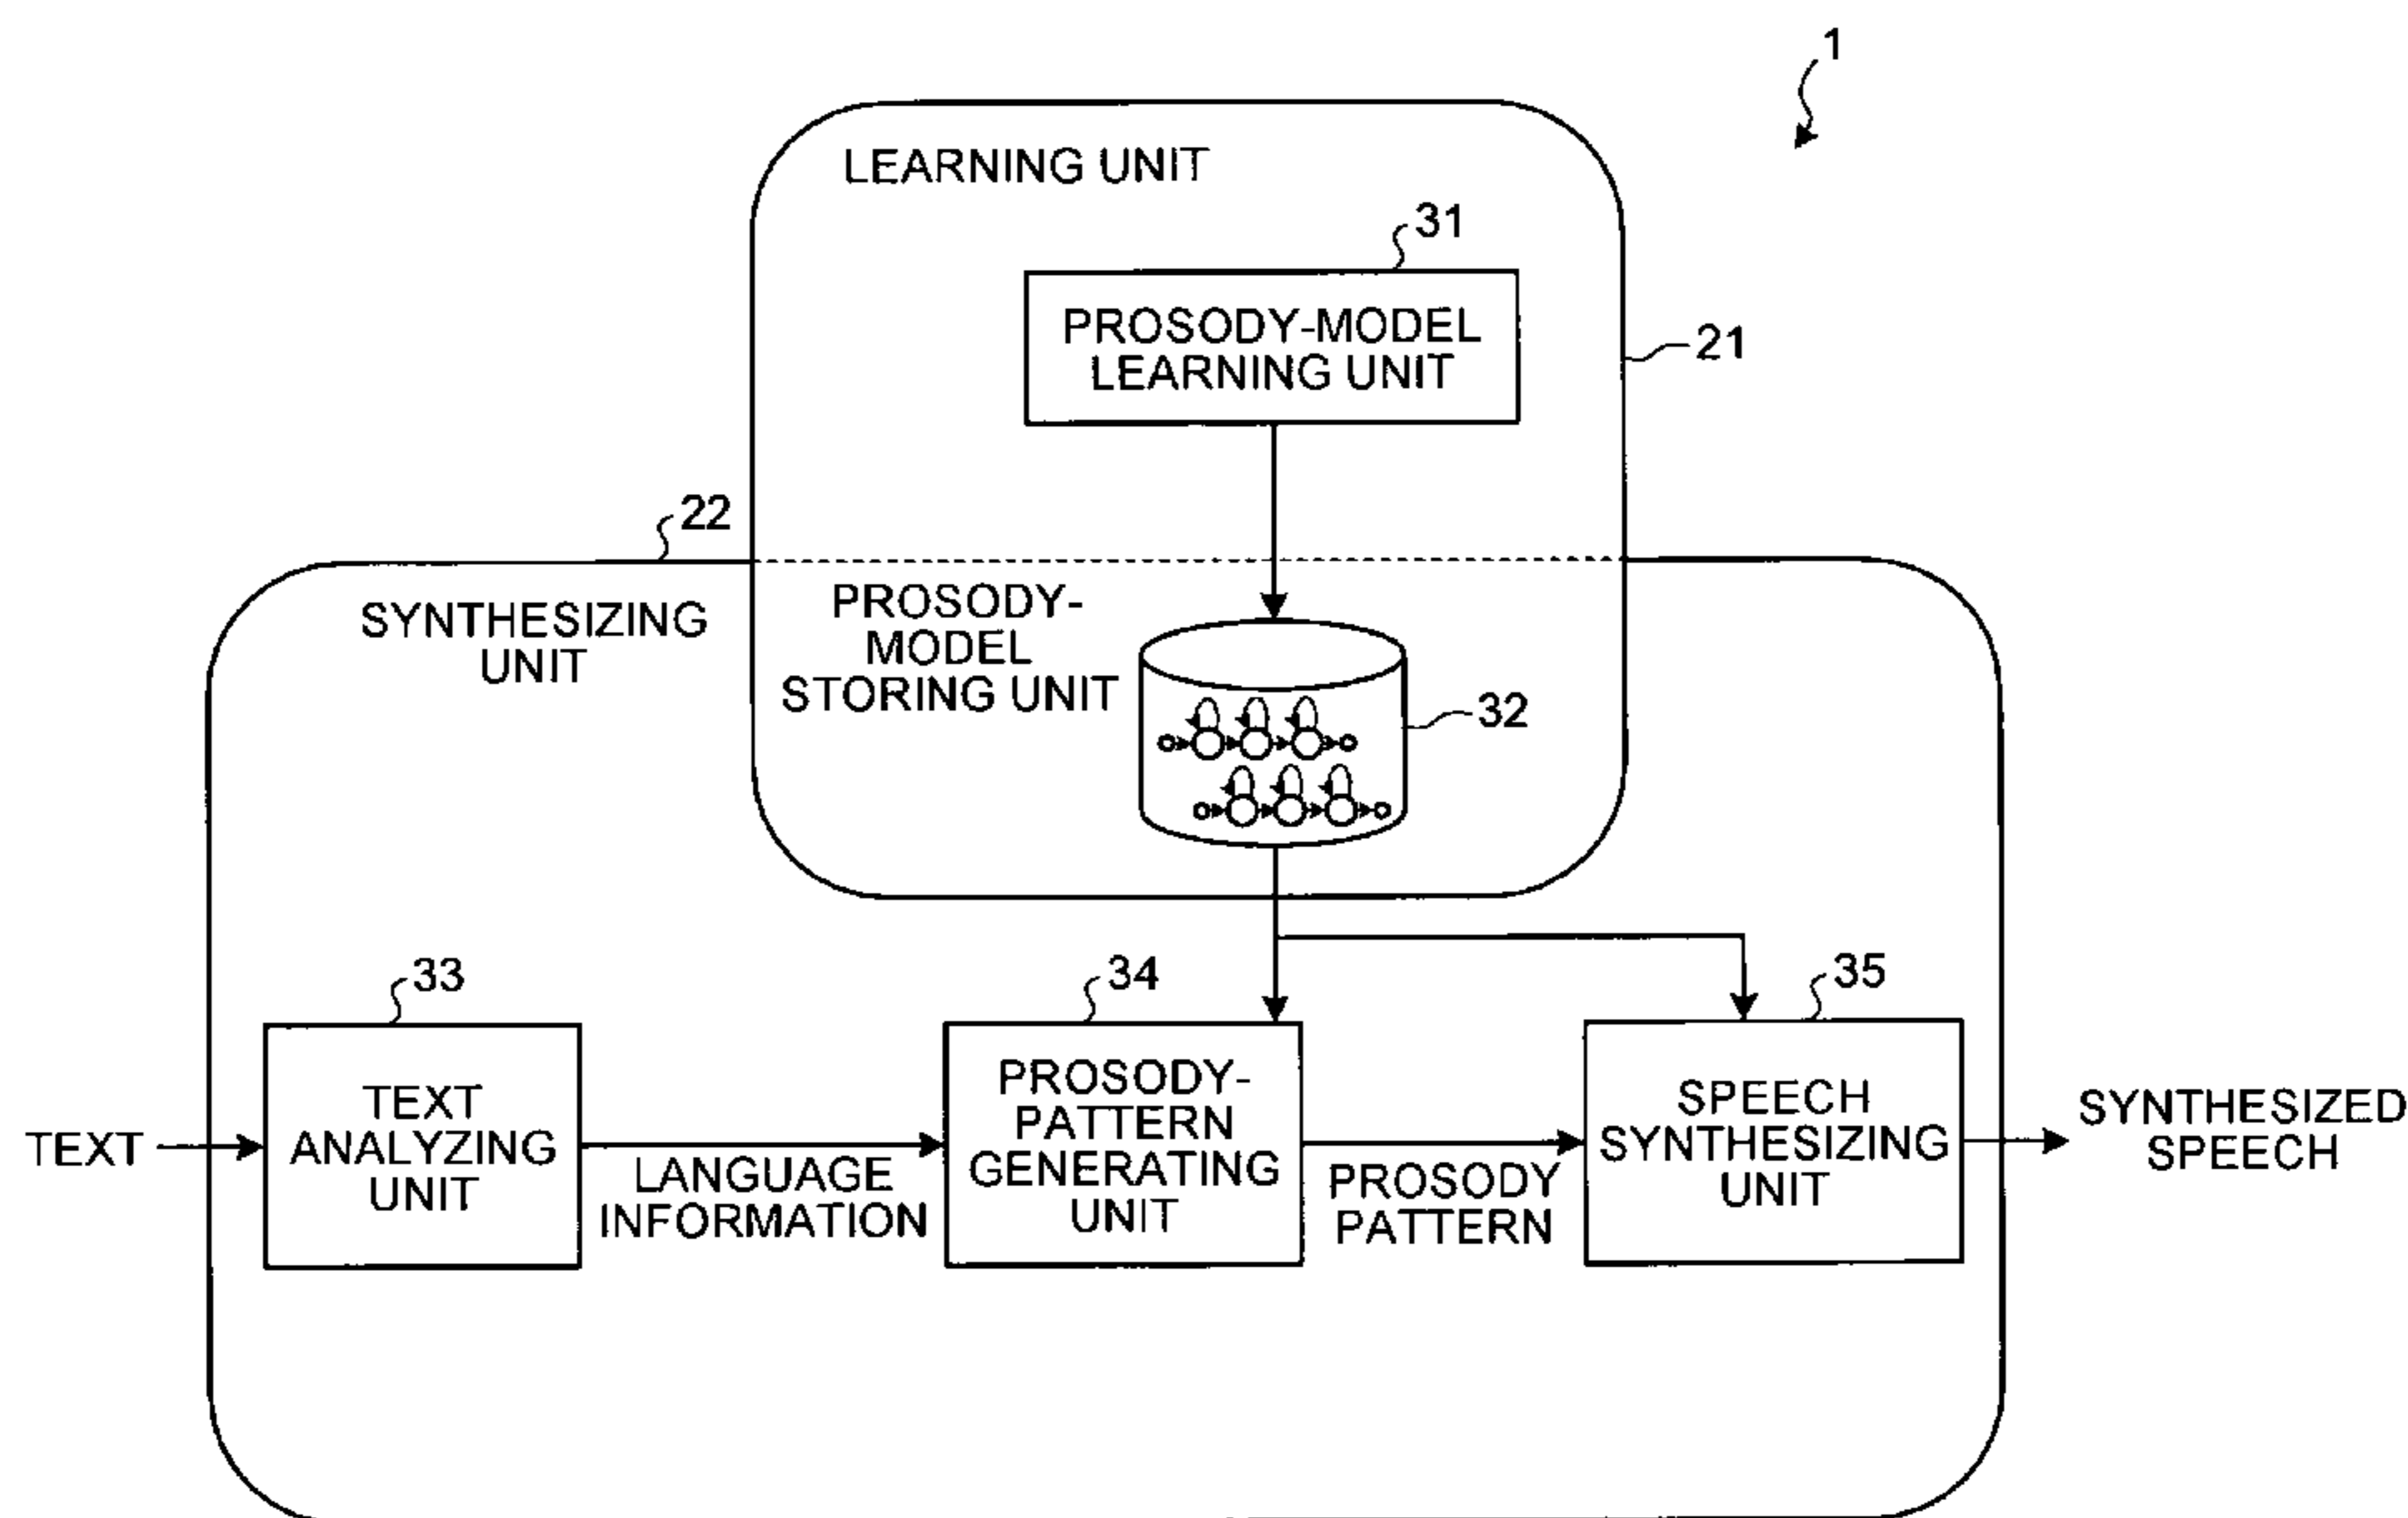 1
LEARNING UNIT
31
PROSODY-MODEL
LEARNING UNIT
21
22
SYNTHESIZING
UNIT
PROSODY-
MODEL
STORING UNIT
32
33
34
35
TEXT
TEXT
ANALYZING
UNIT
LANGUAGE
INFORMATION
PROSODY-
PATTERN
GENERATING
UNIT
PROSODY
PATTERN
SPEECH
SYNTHESIZING
UNIT
SYNTHESIZED
SPEECH